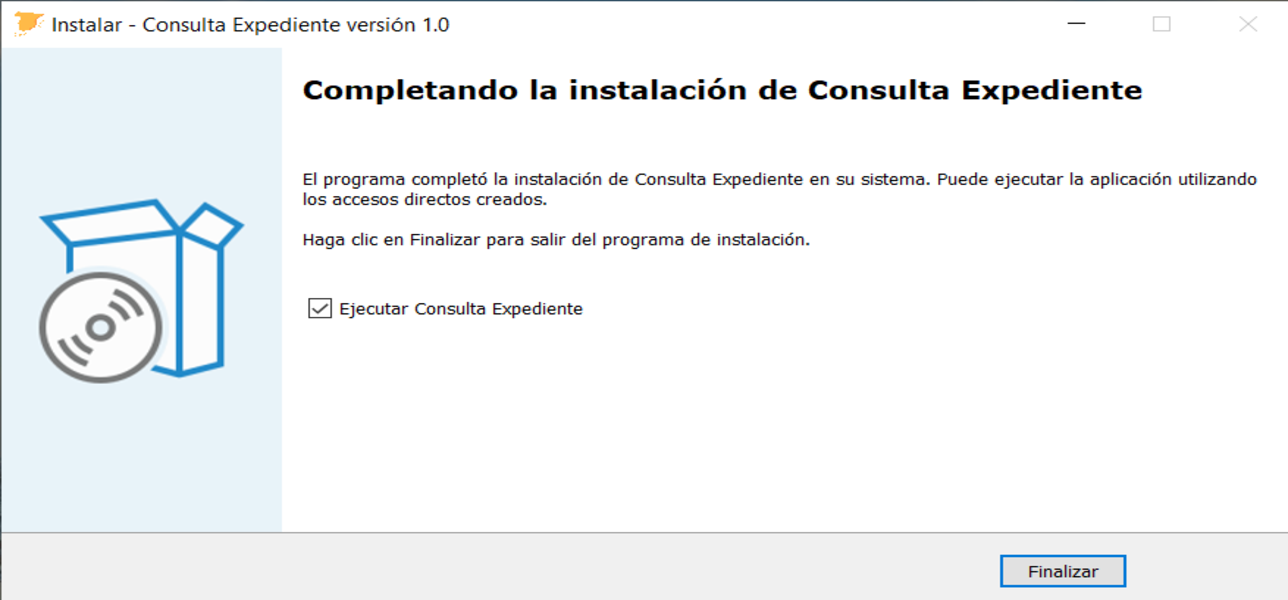 Instalar - Consulta Expediente versión 1.0
Completando la instalación de Consulta Expediente
El programa completó la instalación de Consulta Expediente en su sistema. Puede ejecutar la aplicación utilizando
los accesos directos creados.
Haga clic en Finalizar para salir del programa de instalación.
Ejecutar Consulta Expediente
Finalizar